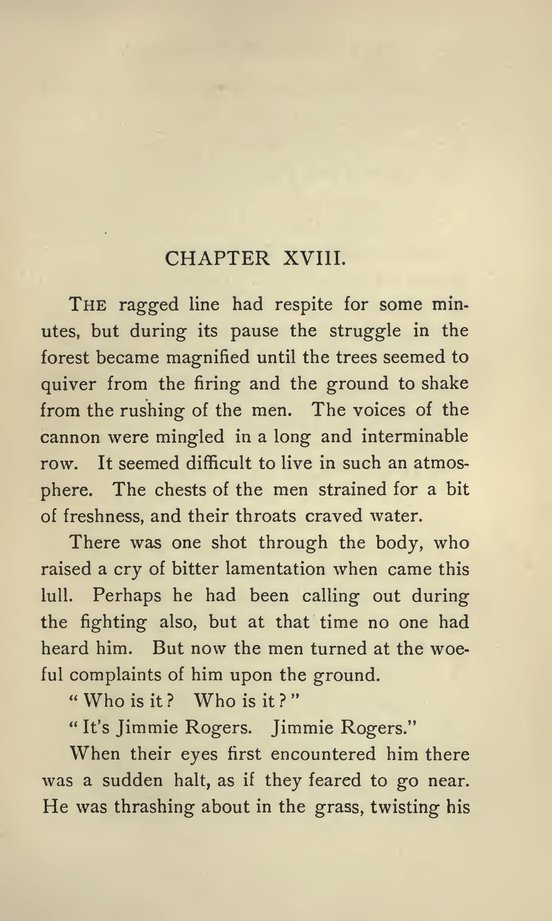 CHAPTER XVIII.
THE ragged line had respite for some min-
utes, but during its pause the struggle in the
forest became magnified until the trees seemed to
quiver from the firing and the ground to shake
from the rushing of the men. The voices of the
cannon were mingled in a long and interminable
row. It seemed difficult to live in such an atmos-
phere. The chests of the men strained for a bit
of freshness, and their throats craved water.
There was one shot through the body, who
raised a cry of bitter lamentation when came this
lull. Perhaps he had been calling out during
the fighting also, but at that time no one had
heard him. But now the men turned at the woe-
ful complaints of him upon the ground.
"Who is it? Who is it?"
"It's Jimmie Rogers. Jimmie Rogers."
When their eyes first encountered him there
was a sudden halt, as if they feared to go near.
He was thrashing about in the grass, twisting his